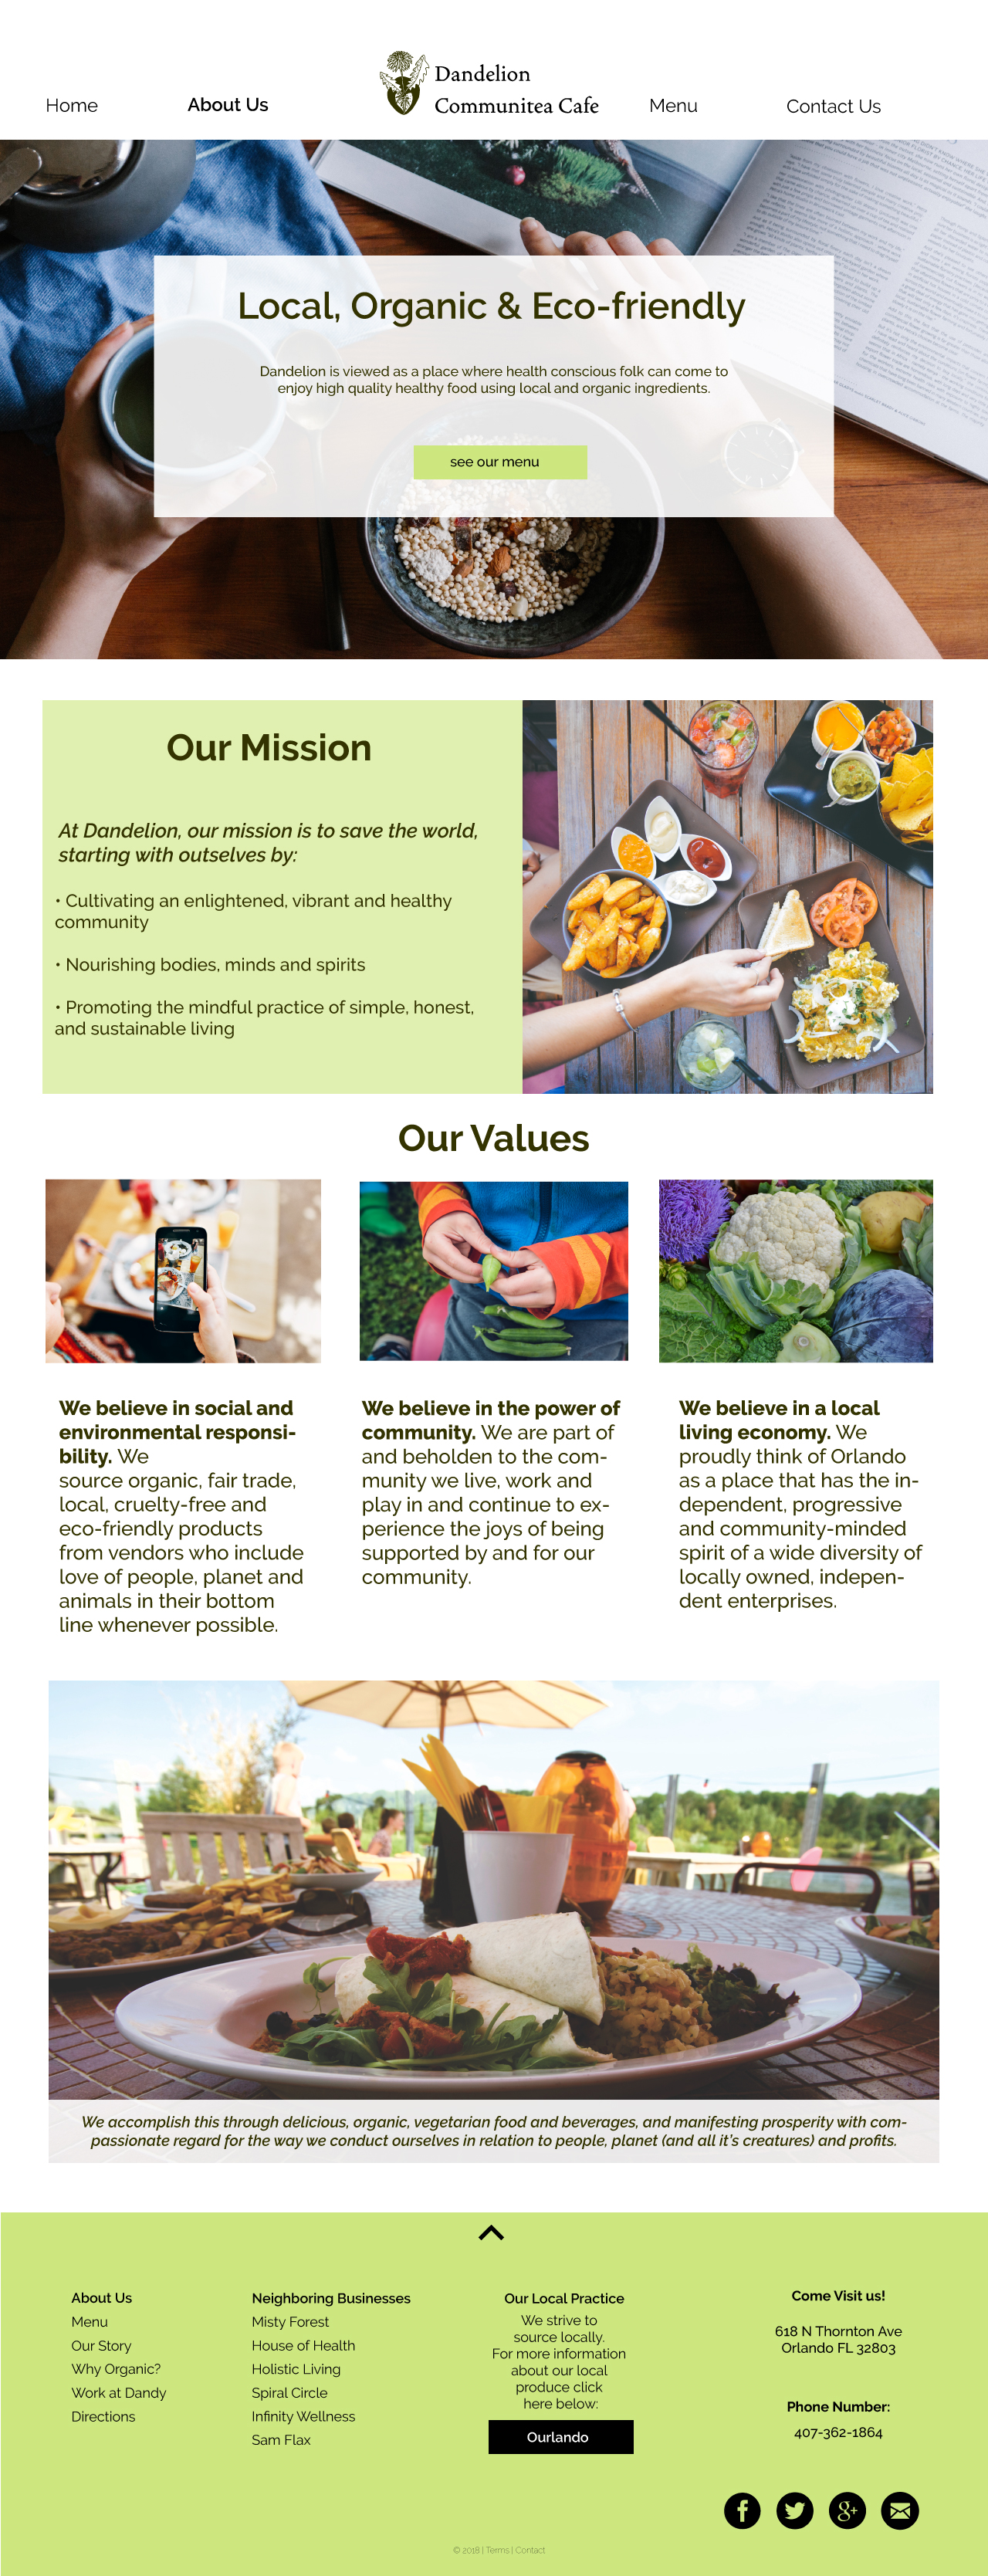 Home
About Us
Dandelion
Communitea Cafe
Menu
Contact Us
Local, Organic & Eco-friendly
Dandelion is viewed as a place where health conscious folk can come to
enjoy high quality healthy food using local and organic ingredients.
see our menu
Our Mission
At Dandelion, our mission is to save the world,
starting with outselves by:
• Cultivating an enlightened, vibrant and healthy
community
• Nourishing bodies, minds and spirits
• Promoting the mindful practice of simple, honest,
and sustainable living
Our Values
We believe in social and
environmental responsi-
bility. We
source organic, fair trade,
local, cruelty-free and
eco-friendly products
from vendors who include
love of people, planet and
animals in their bottom
line whenever possible.
We believe in the power of
community. We are part of
and beholden to the com-
munity we live, work and
play in and continue to ex-
perience the joys of being
supported by and for our
community.
We believe in a local
living economy. We
proudly think of Orlando
as a place that has the in-
dependent, progressive
and community-minded
spirit of a wide diversity of
locally owned, indepen-
dent enterprises.
We accomplish this through delicious, organic, vegetarian food and beverages, and manifesting prosperity with com-
passionate regard for the way we conduct ourselves in relation to people, planet (and all it's creatures) and profits.
About Us
Menu
Our Story
Why Organic?
Work at Dandy
Directions
Neighboring Businesses
Misty Forest
House of Health
Holistic Living
Spiral Circle
Infinity Wellness
Sam Flax
Our Local Practice
We strive to
source locally.
For more information
about our local
produce click
here below:
Ourlando
Come Visit us!
618 N Thornton Ave
Orlando FL 32803
Phone Number:
407-362-1864
© 2018 | Terms | Contact